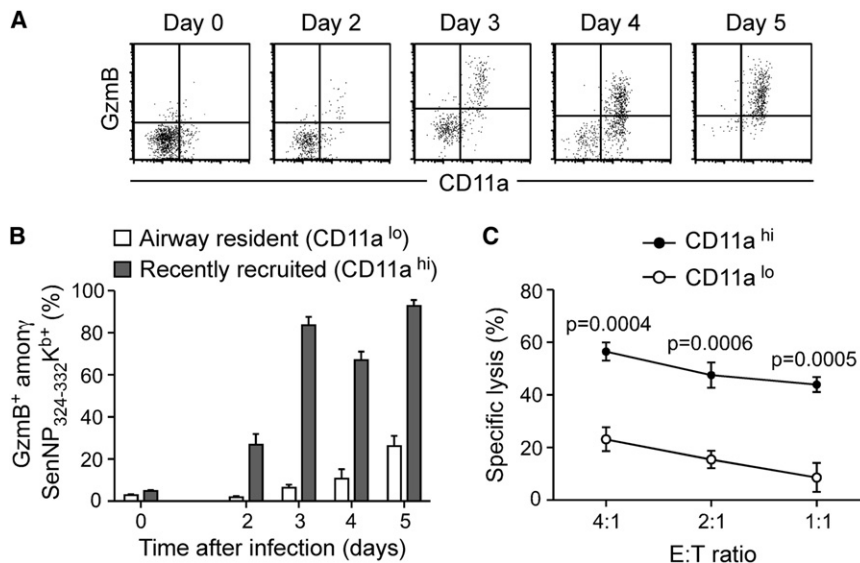 A
Day 0 Day 2 Day 3 Day 4 Day 5
GzmB
CD11a
B
Airway resident (CD11a lo)
Recently recruited (CD11a hi)
GzmB+ amonγ
SenNP324-332Kb+ (%)
100
80
60
40
20
0
0 2 3 4 5
Time after infection (days)
C
CD11a hi
CD11a lo
Specific lysis (%)
80
60
40
20
0
p=0.0004
p=0.0006
p=0.0005
4:1 2:1 1:1
E:T ratio